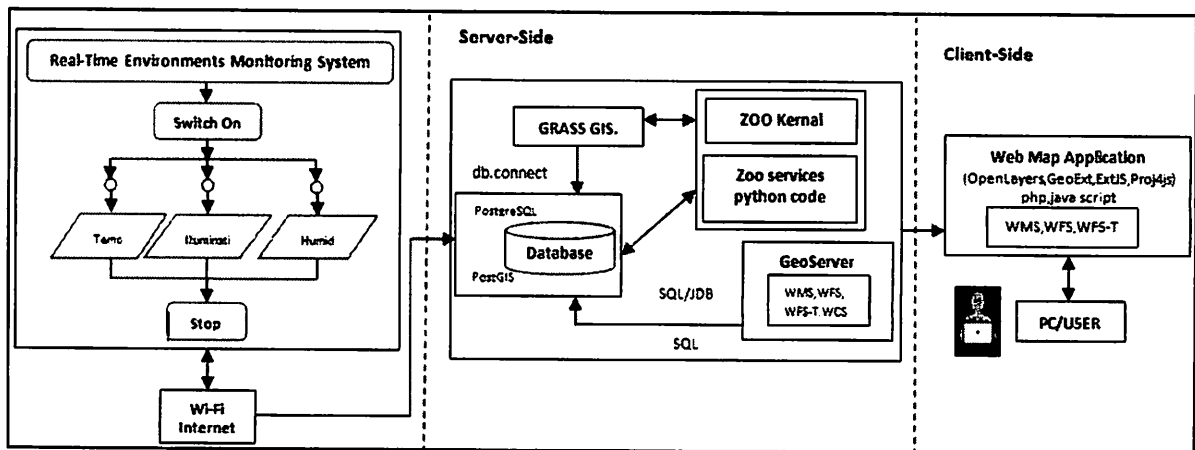 Real-Time Environments Monitoring System
Switch On
Temp
Illuminati
Humid
Stop
Wi-Fi
Internet
Server-Side
GRASS GIS.
ZOO Kernal
Zoo services
python code
db.connect
PostgreSQL
Database
PostGIS
GeoServer
WMS,WFS,
WFS-T WCS
SQL/JDB
SQL
Client-Side
Web Map Application
(OpenLayers,GeoExt,ExtJS,Proj4js)
php,java script
WMS,WFS,WFS-T
PC/USER